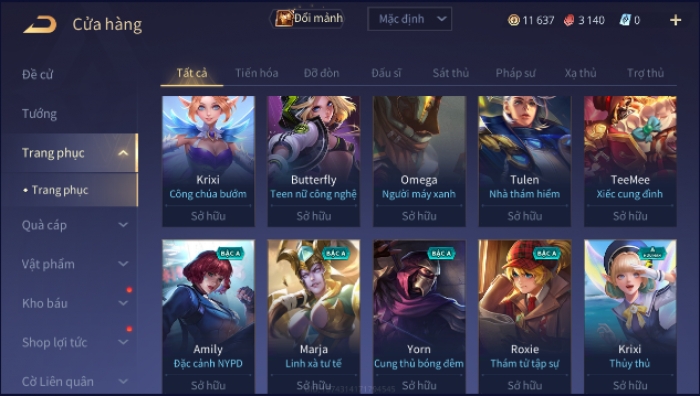 Cửa hàng
Đổi mảnh
Mặc định
11 637
3 140
0
Đề cử
Tướng
Trang phục
• Trang phục
Quà cáp
Vật phẩm
Kho báu
Shop lợi tức
Cờ Liên quân
Tất cả
Tiến hóa
Đỡ đòn
Đấu sĩ
Sát thủ
Pháp sư
Xạ thủ
Trợ thủ
Krixi
Công chúa bướm
Sở hữu
Butterfly
Teen nữ công nghệ
Sở hữu
Omega
Người máy xanh
Sở hữu
Tulen
Nhà thám hiểm
Sở hữu
TeeMee
Xiếc cung đình
Sở hữu
BẬC A
Amily
Đặc cảnh NYPD
Sở hữu
BẬC A
Marja
Linh xà tư tế
Sở hữu
BẬC A
Yorn
Cung thủ bóng đêm
Sở hữu
BẬC A
Roxie
Thám tử tập sự
Sở hữu
A
Krixi
Thủy thủ
Sở hữu